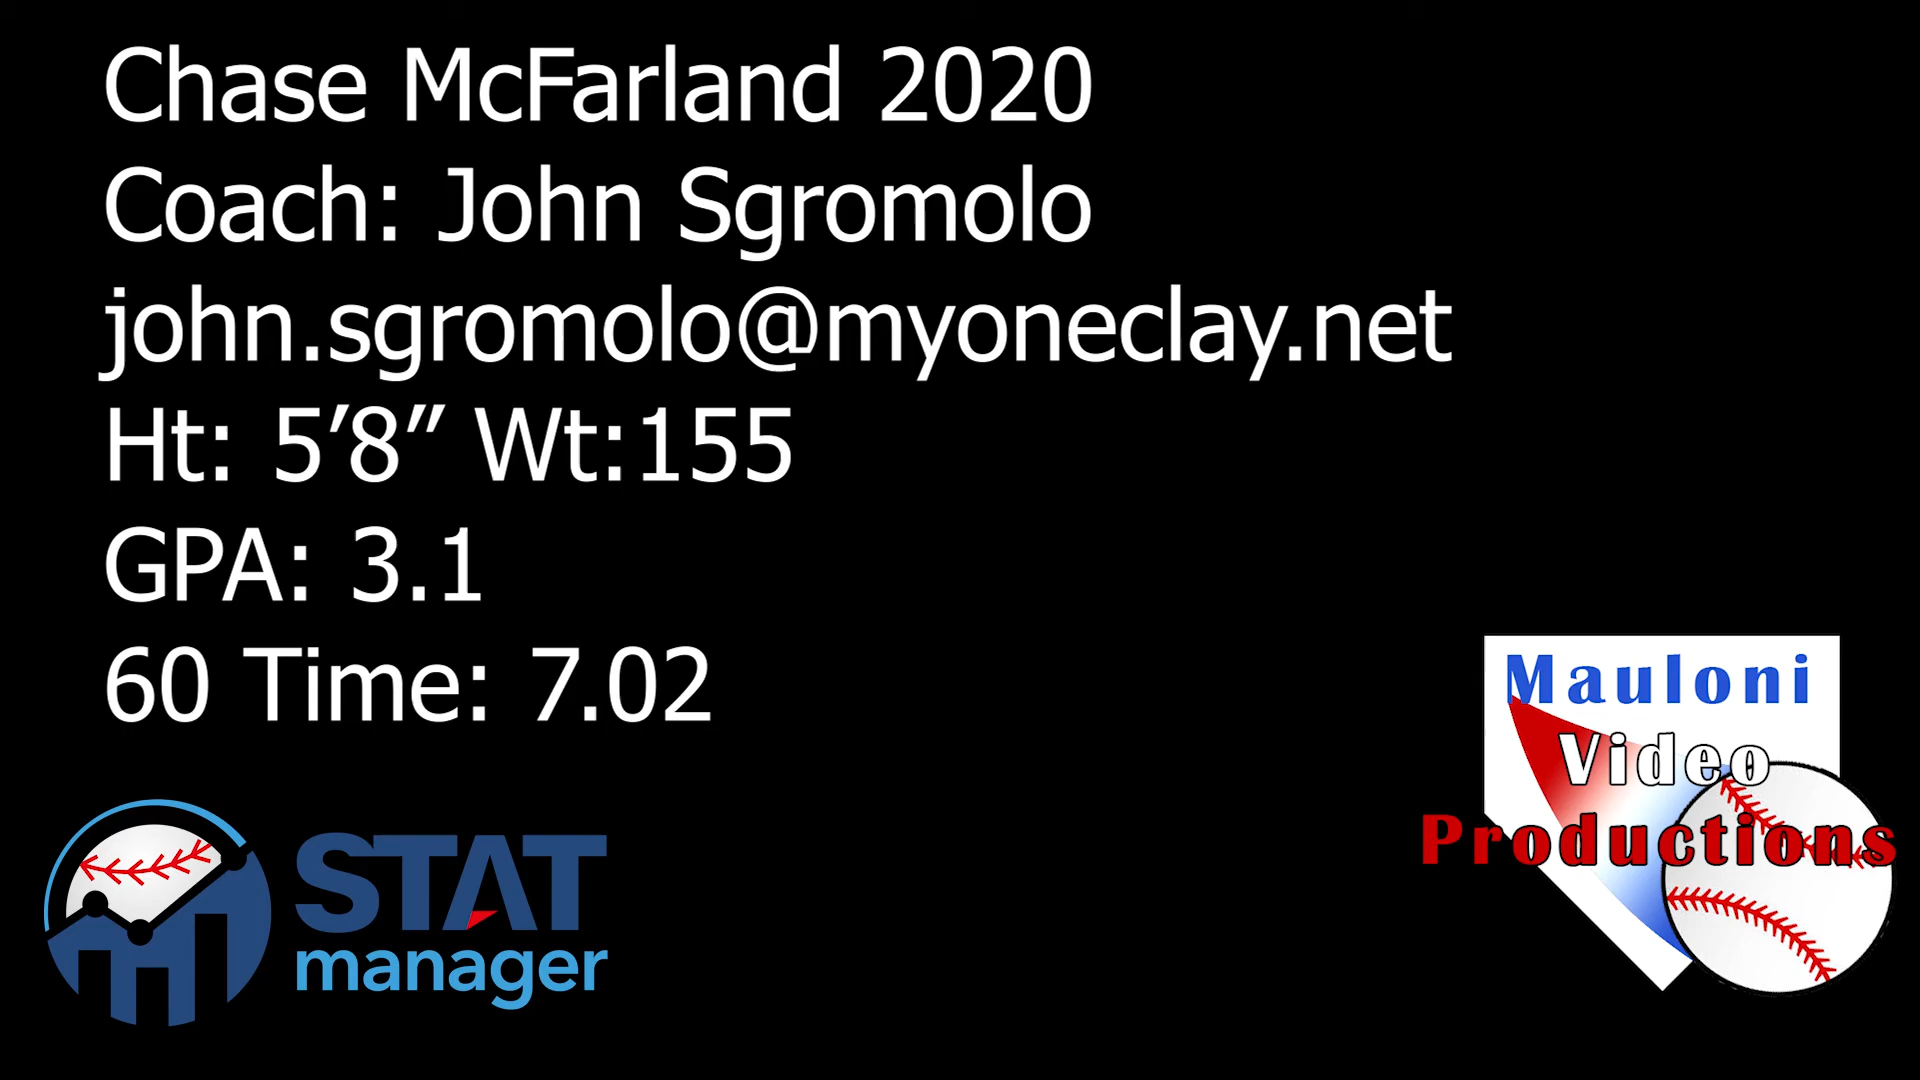 Chase McFarland 2020
Coach: John Sgromolo
john.sgromolo@myoneclay.net
Ht: 5’8” Wt:155
GPA: 3.1
60 Time: 7.02
STAT
manager
Mauloni
Video
Productions